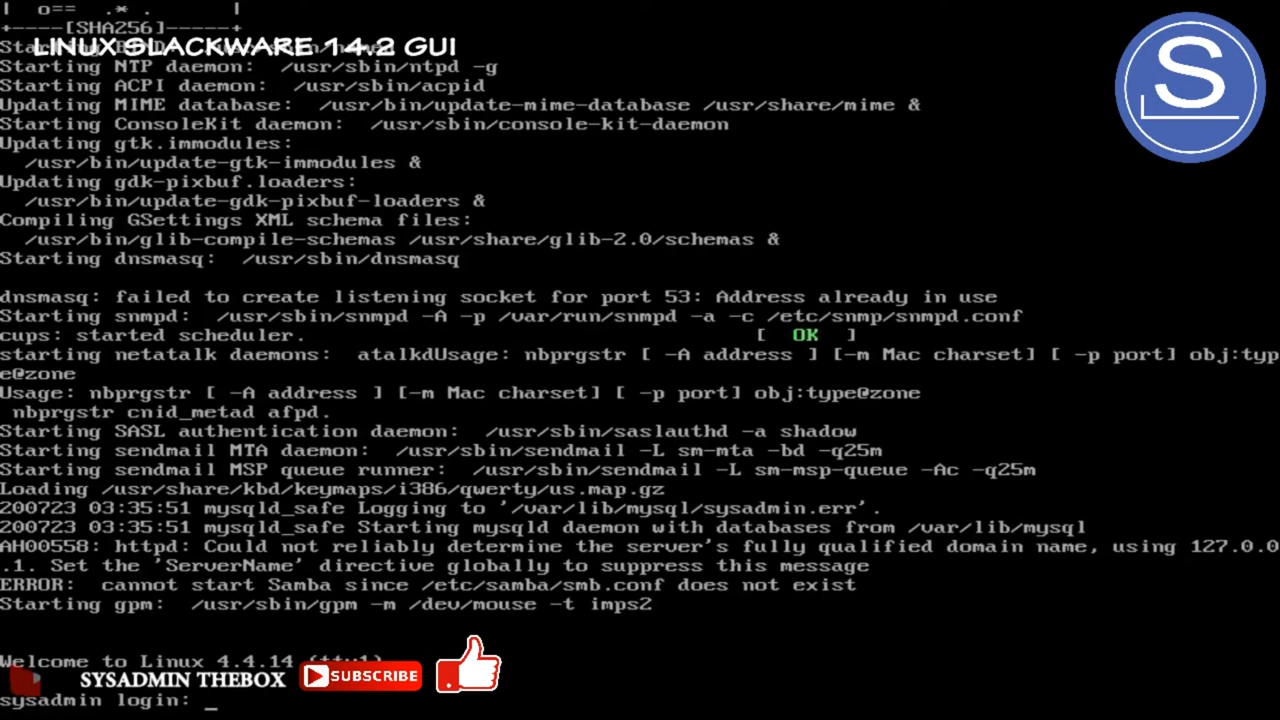 |  o==  .* .      |
+----[SHA256]-----+
LINUX SLACKWARE 14.2 GUI
S
Starting NTP daemon:  /usr/sbin/ntpd -g
Starting ACPI daemon:  /usr/sbin/acpid
Updating MIME database:  /usr/bin/update-mime-database /usr/share/mime &
Starting ConsoleKit daemon:  /usr/sbin/console-kit-daemon
Updating gtk.immodules:
  /usr/bin/update-gtk-immodules &
Updating gdk-pixbuf.loaders:
  /usr/bin/update-gdk-pixbuf-loaders &
Compiling GSettings XML schema files:
  /usr/bin/glib-compile-schemas /usr/share/glib-2.0/schemas &
Starting dnsmasq:  /usr/sbin/dnsmasq
dnsmasq: failed to create listening socket for port 53: Address already in use
Starting snmpd:  /usr/sbin/snmpd -A -p /var/run/snmpd -a -c /etc/snmp/snmpd.conf
cups: started scheduler.                                   [  OK  ]
starting netatalk daemons:  atalkdUsage: nbprgstr [ -A address ] [-m Mac charset] [ -p port] obj:typ
e@zone
Usage: nbprgstr [ -A address ] [-m Mac charset] [ -p port] obj:type@zone
 nbprgstr cnid_metad afpd.
Starting SASL authentication daemon:  /usr/sbin/saslauthd -a shadow
Starting sendmail MTA daemon:  /usr/sbin/sendmail -L sm-mta -bd -q25m
Starting sendmail MSP queue runner:  /usr/sbin/sendmail -L sm-msp-queue -Ac -q25m
Loading /usr/share/kbd/keymaps/i386/qwerty/us.map.gz
200723 03:35:51 mysqld_safe Logging to '/var/lib/mysql/sysadmin.err'.
200723 03:35:51 mysqld_safe Starting mysqld daemon with databases from /var/lib/mysql
AH00558: httpd: Could not reliably determine the server's fully qualified domain name, using 127.0.0
.1. Set the 'ServerName' directive globally to suppress this message
ERROR:  cannot start Samba since /etc/samba/smb.conf does not exist
Starting gpm:  /usr/sbin/gpm -m /dev/mouse -t imps2
Welcome to Linux 4.4.14 (tty1)
SYSADMIN THEBOX SUBSCRIBE
sysadmin login: _